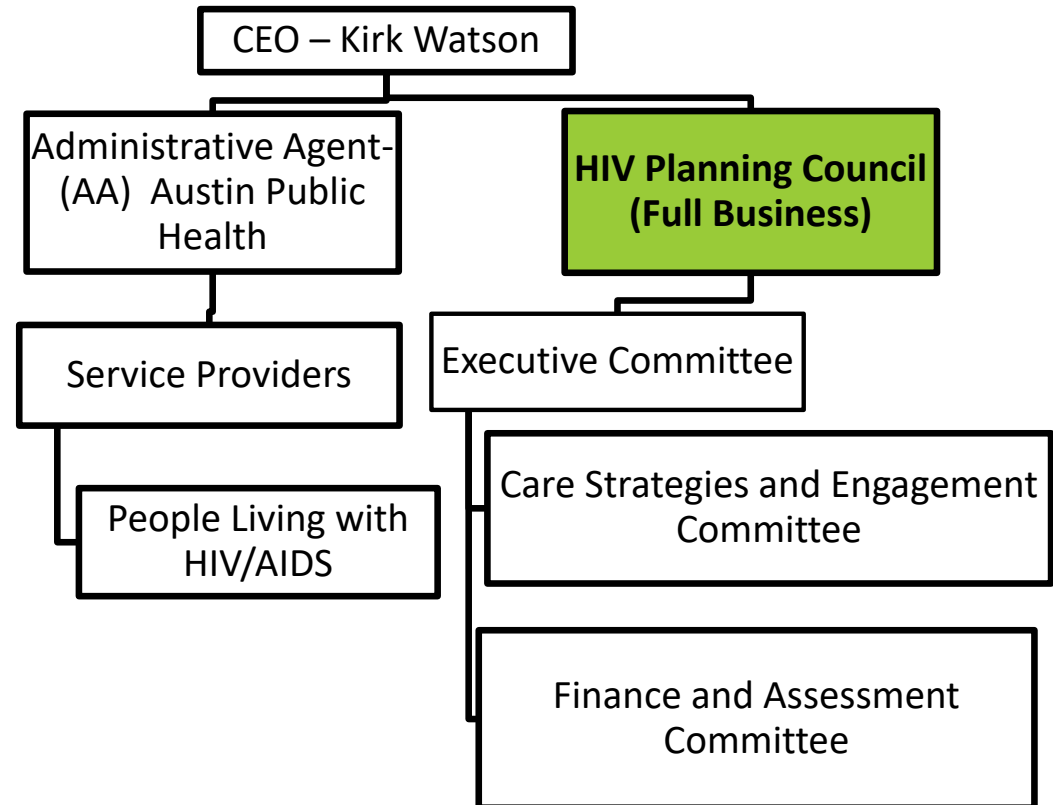 CEO – Kirk Watson
Administrative Agent-
(AA) Austin Public
Health
HIV Planning Council
(Full Business)
Service Providers
Executive Committee
People Living with
HIV/AIDS
Care Strategies and Engagement
Committee
Finance and Assessment
Committee